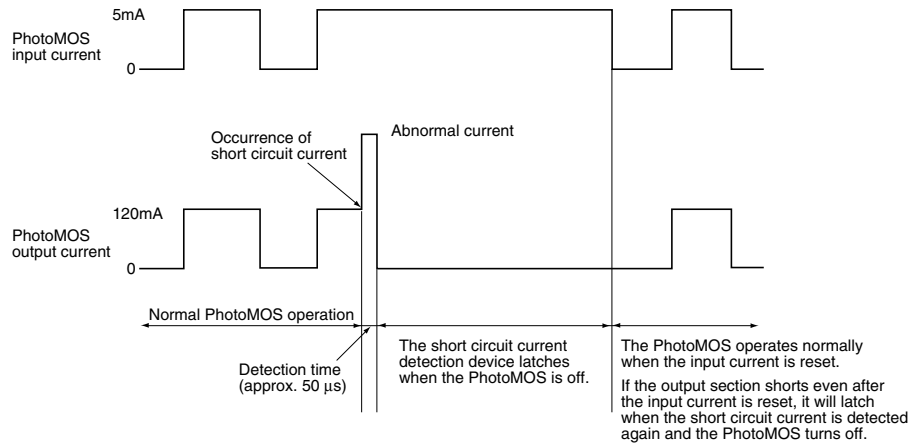 5mA
PhotoMOS
input current
0
Occurrence of
short circuit current
Abnormal current
120mA
PhotoMOS
output current
0
Normal PhotoMOS operation
Detection time
(approx. 50 μs)
The short circuit current
detection device latches
when the PhotoMOS is off.
The PhotoMOS operates normally
when the input current is reset.
If the output section shorts even after
the input current is reset, it will latch
when the short circuit current is detected
again and the PhotoMOS turns off.